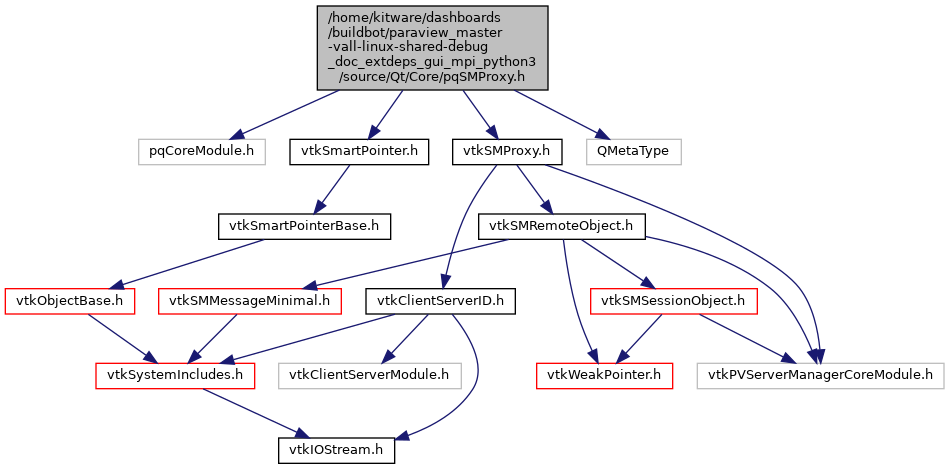 /home/kitware/dashboards
/buildbot/paraview_master
-vall-linux-shared-debug
_doc_extdeps_gui_mpi_python3
/source/Qt/Core/pqSMProxy.h
pqCoreModule.h
vtkSmartPointer.h
vtkSMProxy.h
QMetaType
vtkSmartPointerBase.h
vtkSMRemoteObject.h
vtkObjectBase.h
vtkSMMessageMinimal.h
vtkClientServerID.h
vtkSMSessionObject.h
vtkSystemIncludes.h
vtkClientServerModule.h
vtkWeakPointer.h
vtkPVServerManagerCoreModule.h
vtkIOStream.h